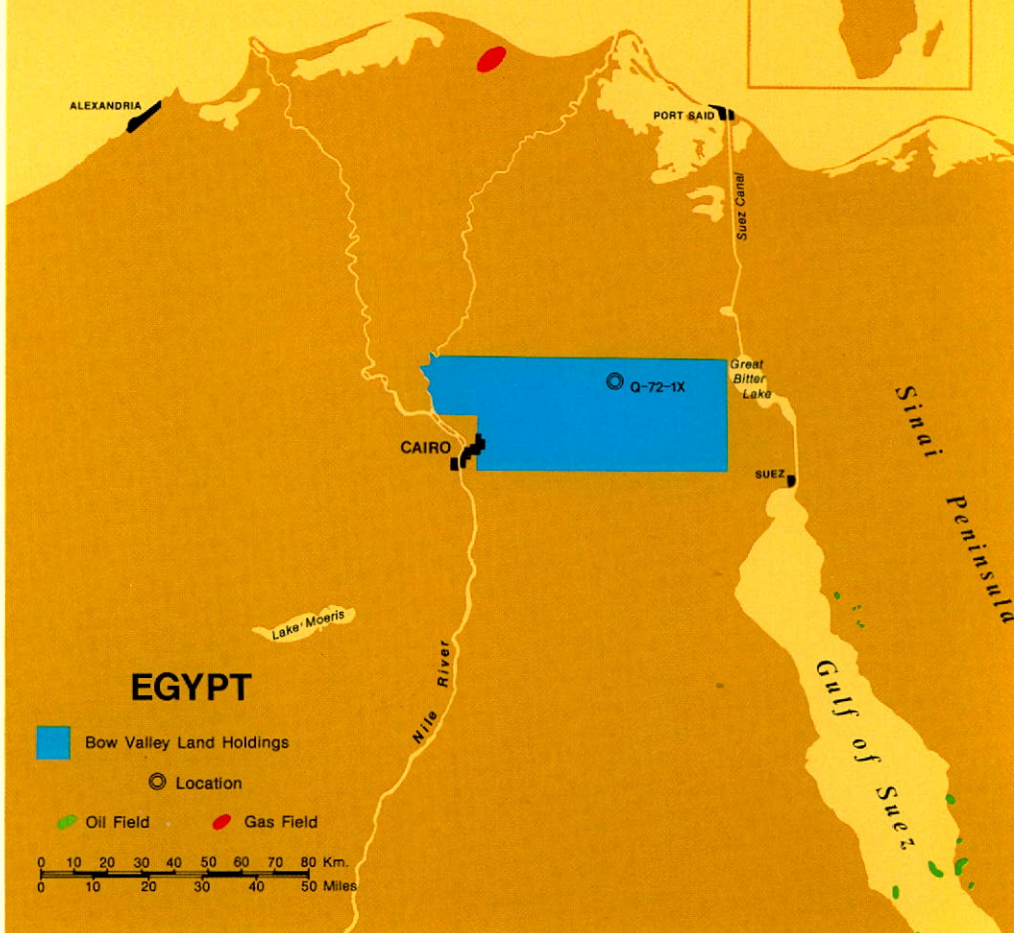 ALEXANDRIA
PORT SAID
Suez Canal
Great
Bitter
Lake
Q-72-1X
CAIRO
SUEZ
Sinai Peninsula
Lake Moeris
Nile River
Gulf of Suez
EGYPT
Bow Valley Land Holdings
Location
Oil Field
Gas Field
0 10 20 30 40 50 60 70 80 Km.
0 10 20 30 40 50 Miles